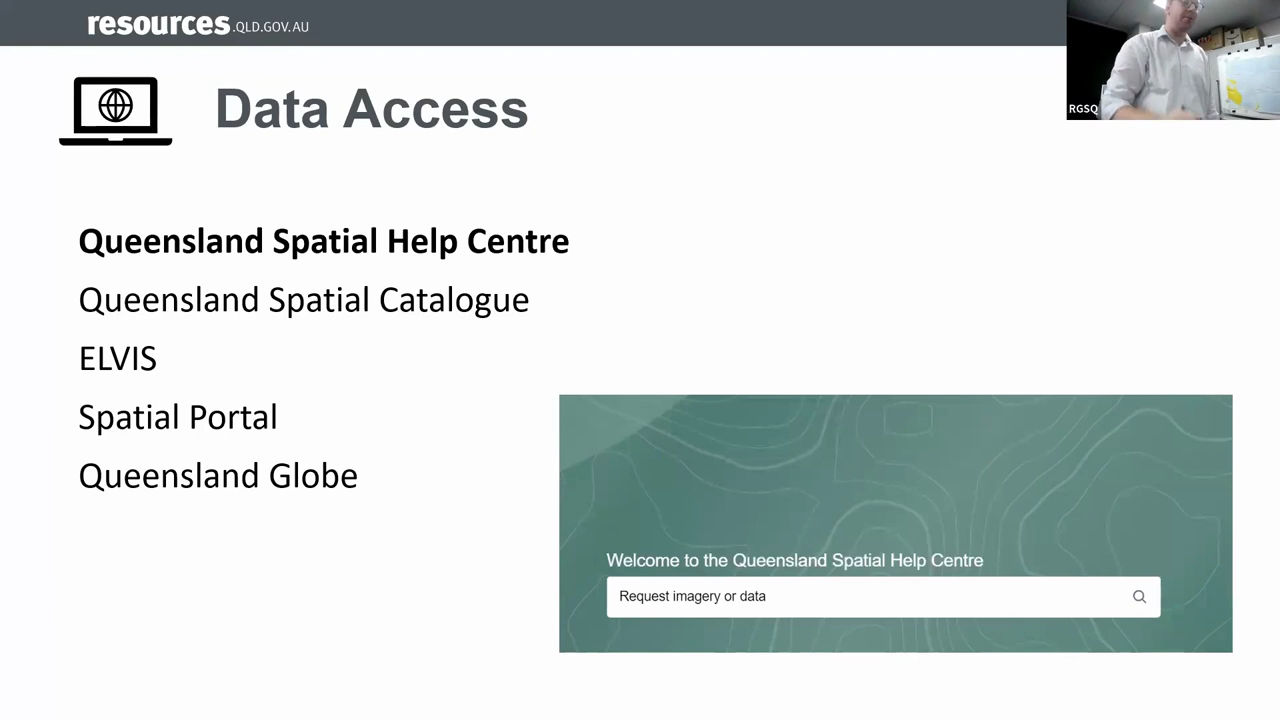 resources.QLD.GOV.AU
RGSQ
Data Access
Queensland Spatial Help Centre
Queensland Spatial Catalogue
ELVIS
Spatial Portal
Queensland Globe
Welcome to the Queensland Spatial Help Centre
Request imagery or data